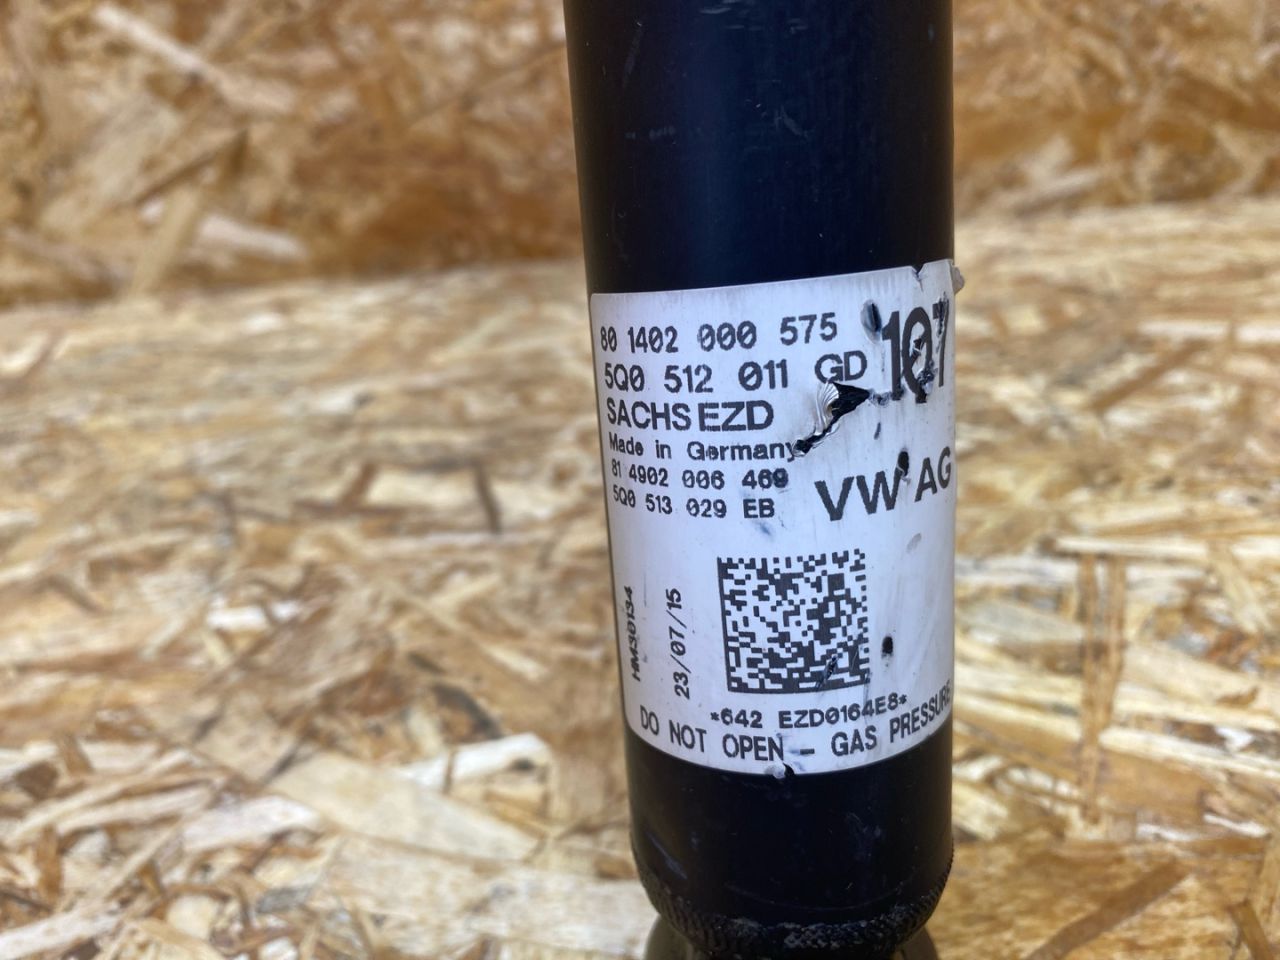 80 1402 000 575
5Q0 512 011 GD
107
SACHS EZD
Made in Germany
81 4902 006 469
5Q0 513 029 EB
VW AG
HM30134
23/07/15
*642 EZD0164E8*
DO NOT OPEN - GAS PRESSURE